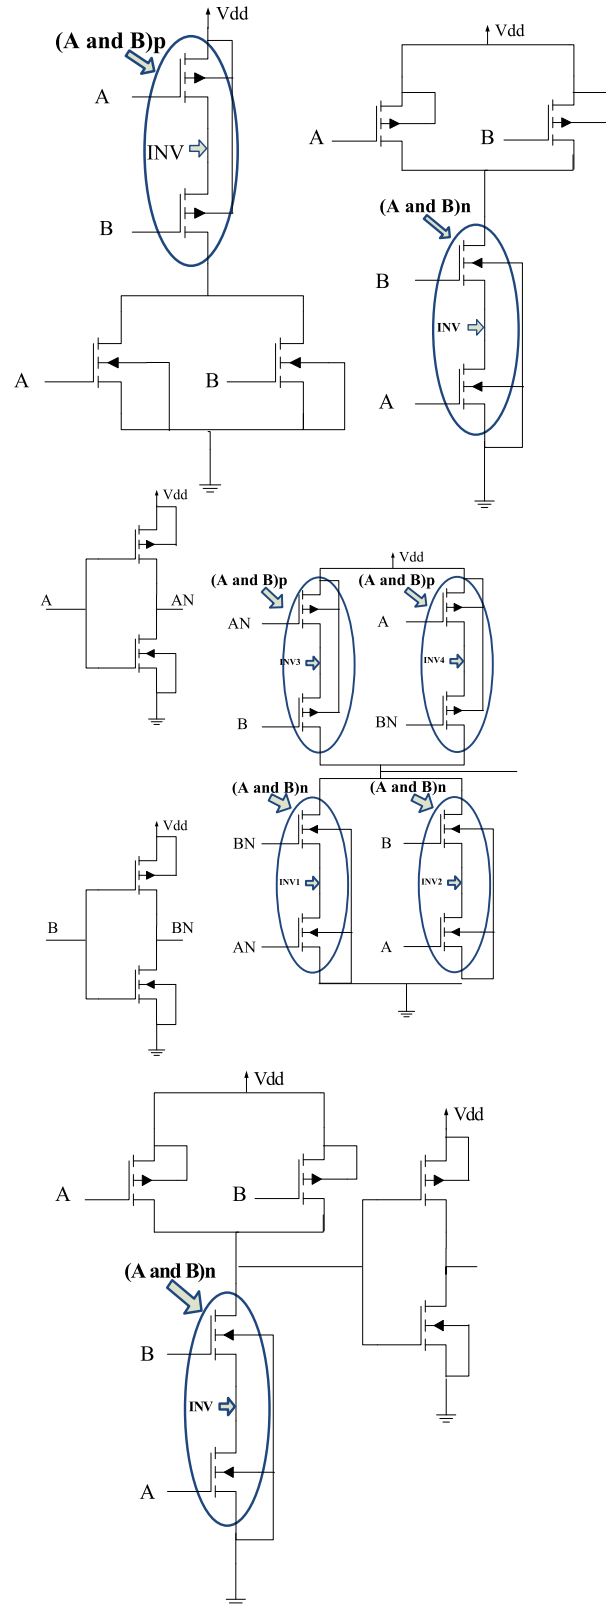 Vdd
(A and B)p
A
INV
B
A
B
Vdd
A
B
(A and B)n
B
INV
A
Vdd
A
AN
Vdd
(A and B)p
(A and B)p
AN
A
INV3
INV4
B
BN
(A and B)n
(A and B)n
BN
B
INV1
INV2
AN
A
Vdd
B
BN
Vdd
A
B
Vdd
(A and B)n
B
INV
A